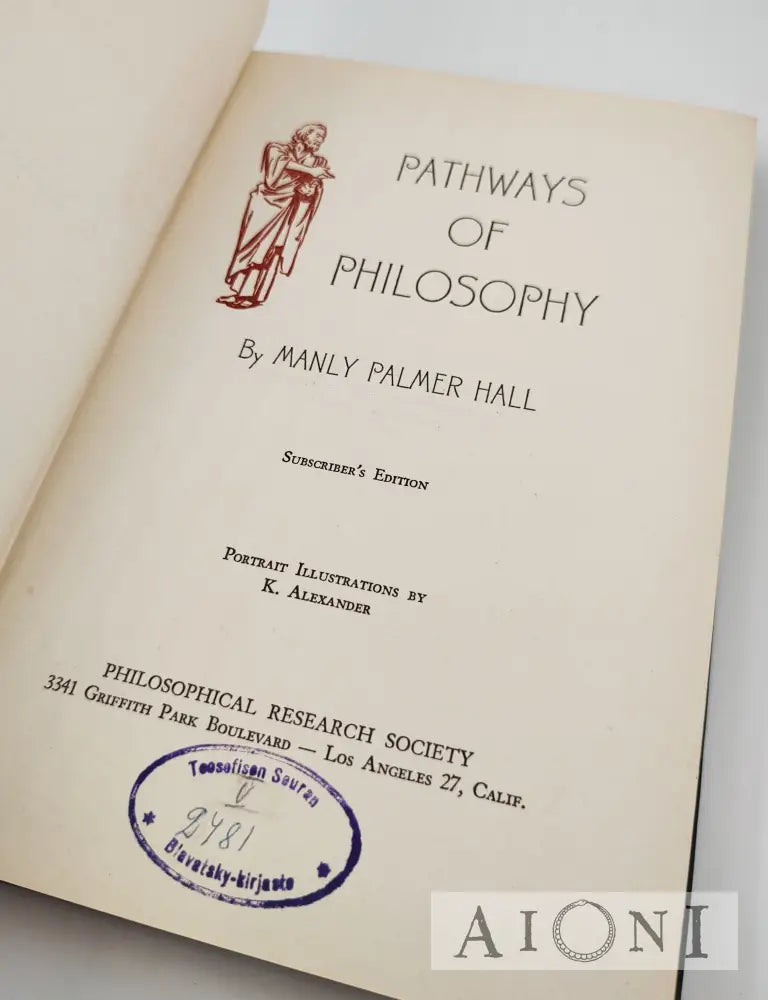 PATHWAYS
OF
PHILOSOPHY
By MANLY PALMER HALL
SUBSCRIBER'S EDITION
PORTRAIT ILLUSTRATIONS BY
K. ALEXANDER
PHILOSOPHICAL RESEARCH SOCIETY
3341 GRIFFITH PARK BOULEVARD — LOS ANGELES 27, CALIF.
Teosofisen Seuran
V
2481
Blavatsky-kirjasto
AIONI